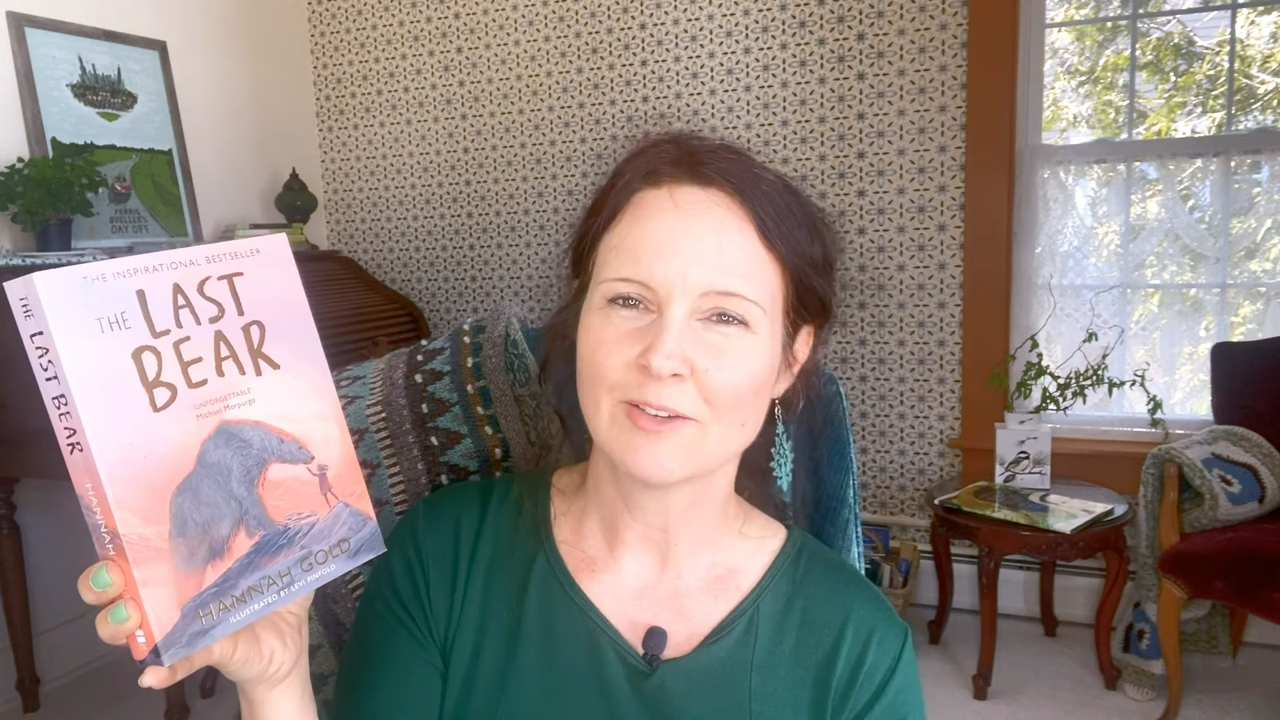 FERRIS
BUELLER'S
DAY OFF
THE INSPIRATIONAL BESTSELLER
THE LAST
BEAR
'UNFORGETTABLE'
Michael Morpurgo
HANNAH GOLD
ILLUSTRATED BY LEVI PINFOLD
THE LAST BEAR
HANNAH